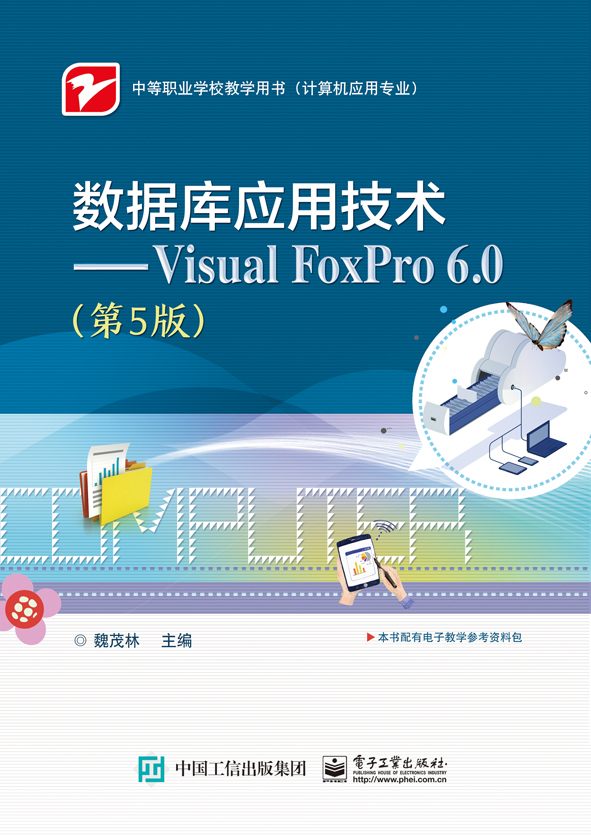 中等职业学校教学用书（计算机应用专业）
数据库应用技术
——Visual FoxPro 6.0
（第5版）
COMPUTER
◎ 魏茂林 主编
▶本书配有电子教学参考资料包
中国工信出版集团
電子工業出版社·
PUBLISHING HOUSE OF ELECTRONICS INDUSTRY
http://www.phei.com.cn